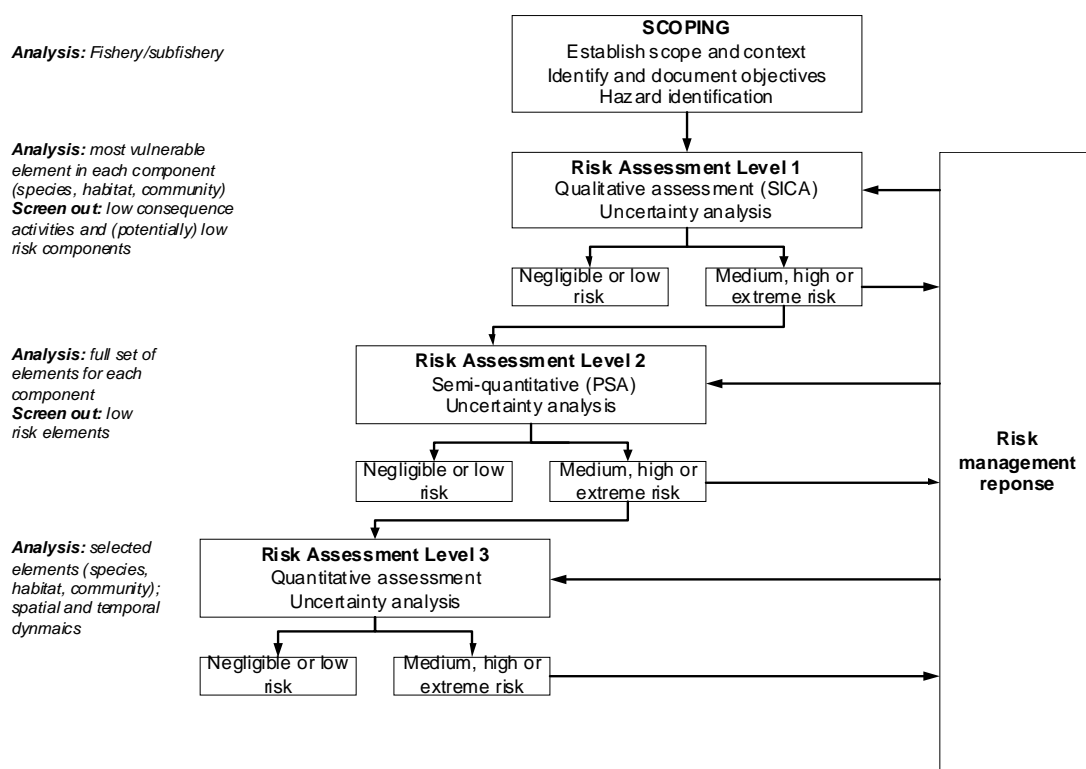 SCOPING
Establish scope and context
Identify and document objectives
Hazard identification
Analysis: Fishery/subfishery
Analysis: most vulnerable
element in each component
(species, habitat, community)
Screen out: low consequence
activities and (potentially) low
risk components
Risk Assessment Level 1
Qualitative assessment (SICA)
Uncertainty analysis
Negligible or low
risk
Medium, high or
extreme risk
Analysis: full set of
elements for each
component
Screen out: low
risk elements
Risk Assessment Level 2
Semi-quantitative (PSA)
Uncertainty analysis
Negligible or low
risk
Medium, high or
extreme risk
Risk
management
reponse
Analysis: selected
elements (species,
habitat, community);
spatial and temporal
dynmaics
Risk Assessment Level 3
Quantitative assessment
Uncertainty analysis
Negligible or low
risk
Medium, high or
extreme risk